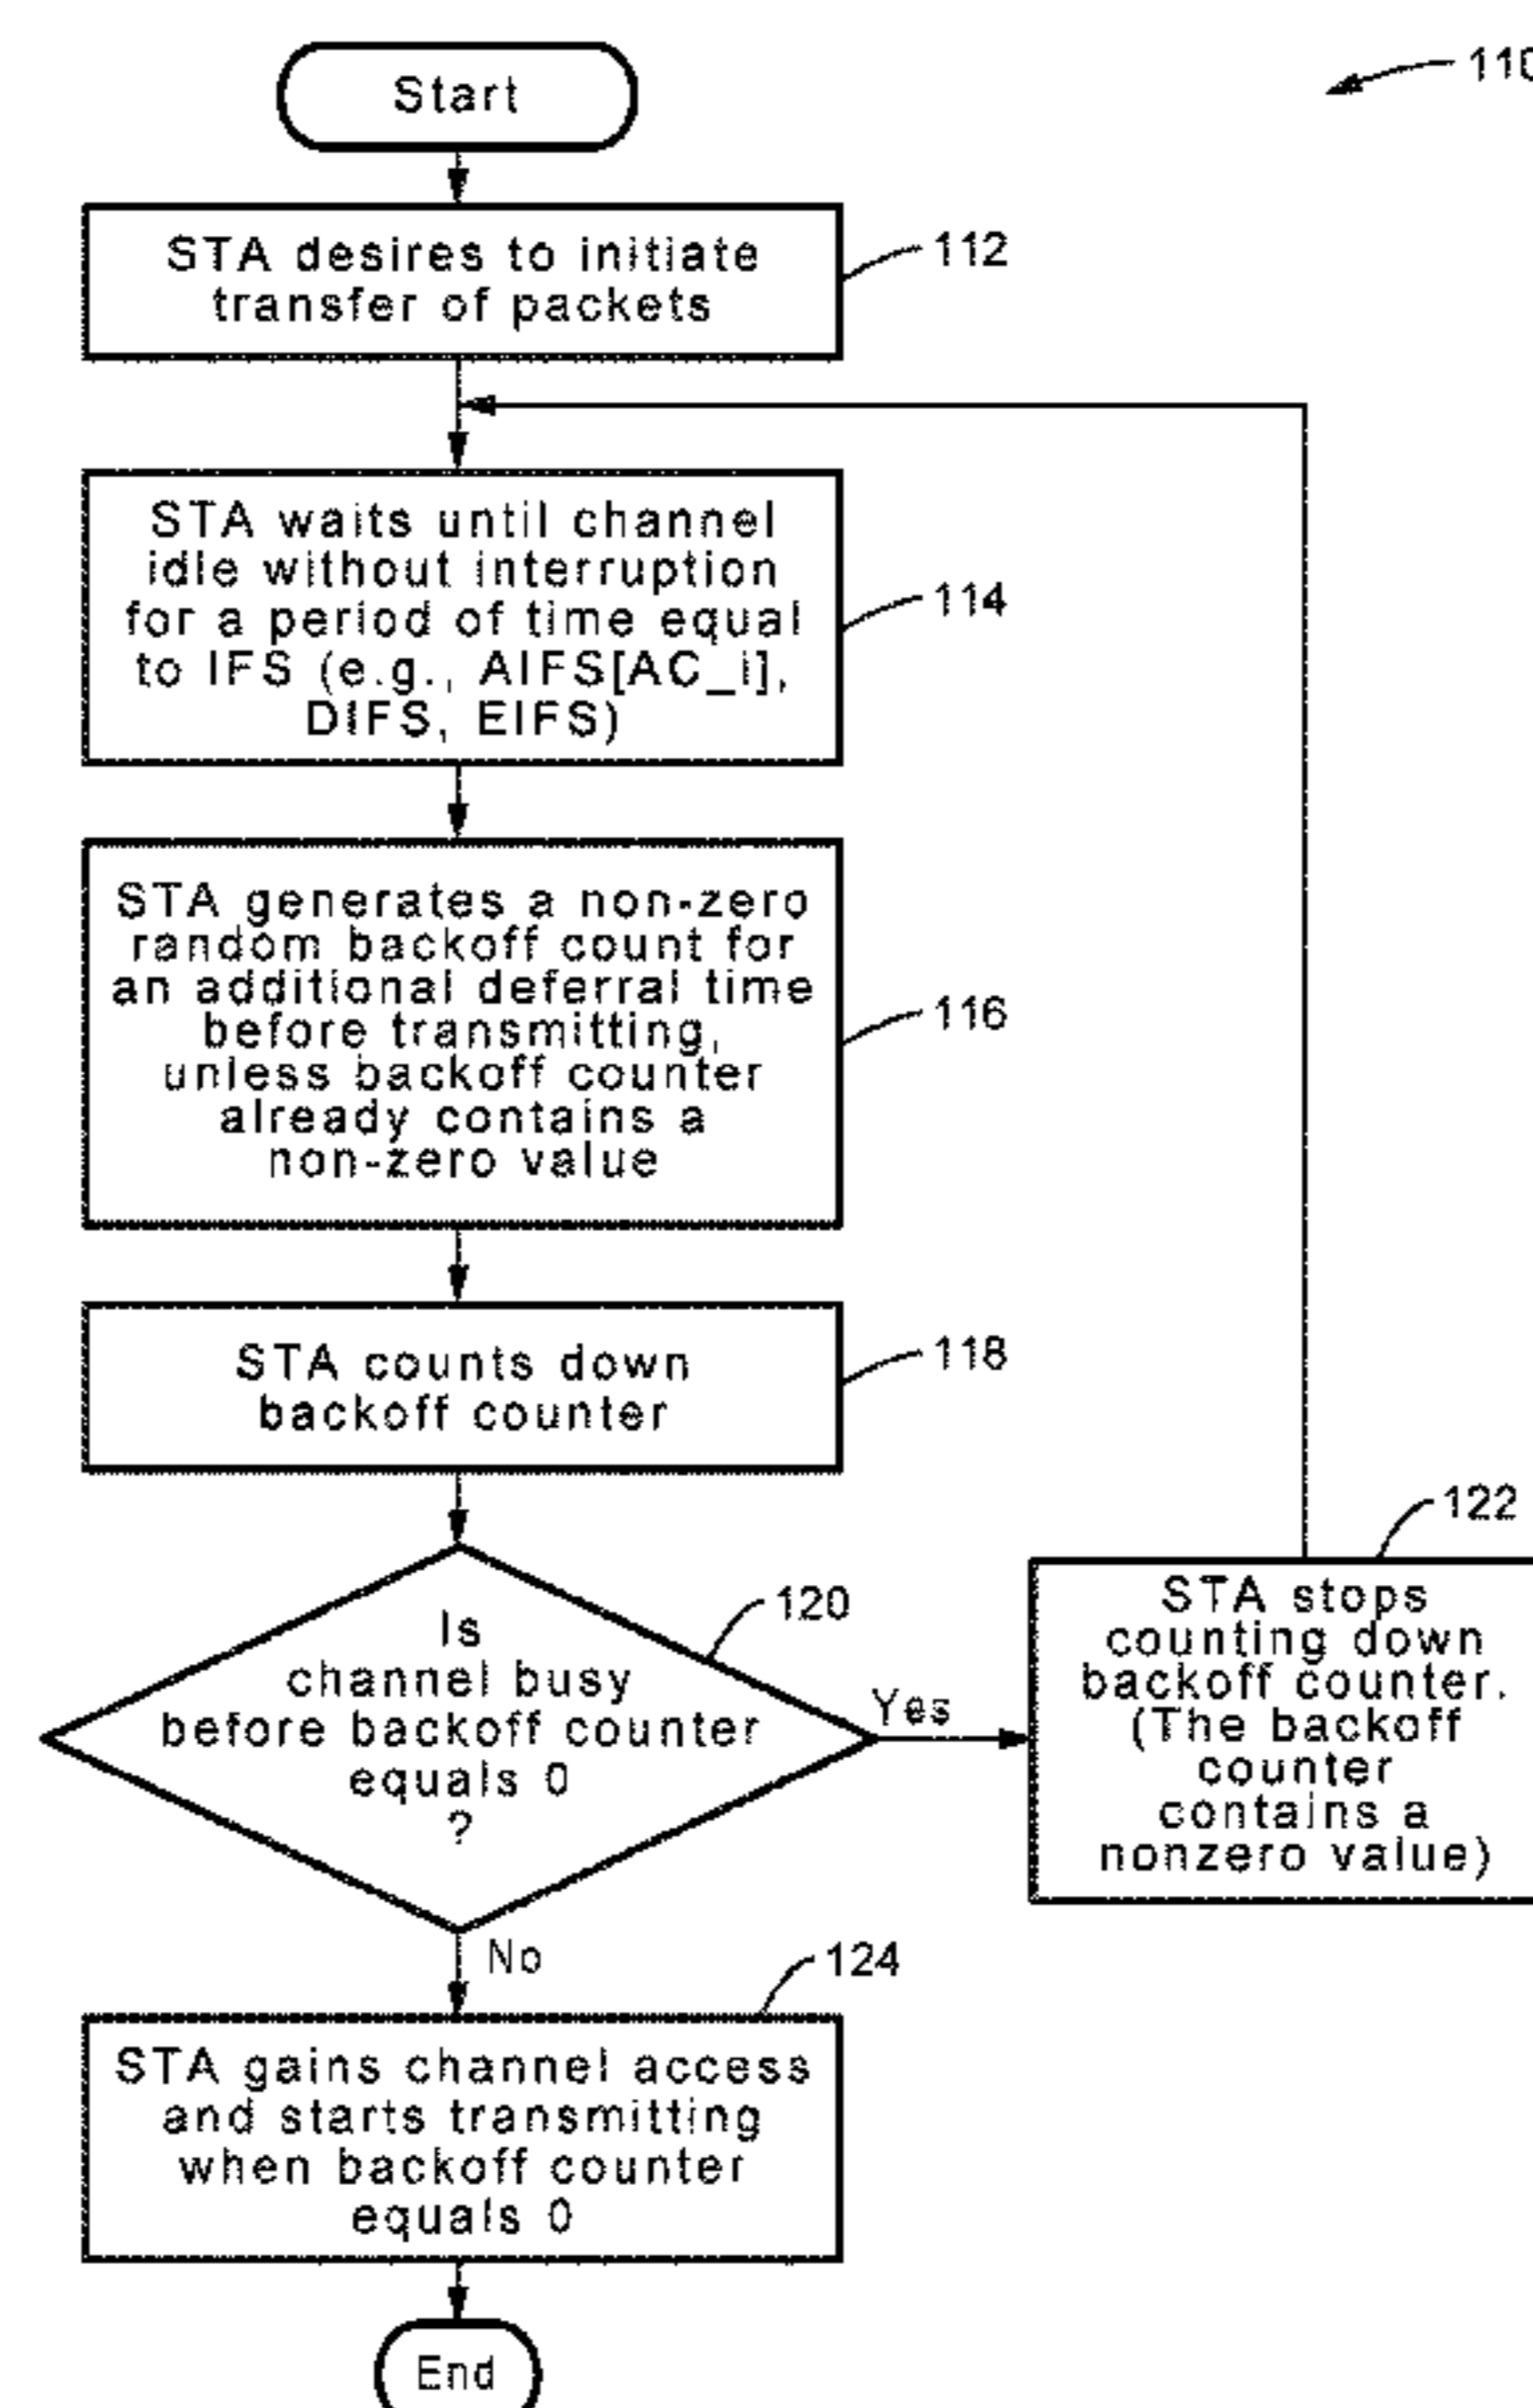 Start
110
STA desires to initiate
transfer of packets
112
STA waits until channel
idle without interruption
for a period of time equal
to IFS (e.g., AIFS[AC_i],
DIFS, EIFS)
114
STA generates a non-zero
random backoff count for
an additional deferral time
before transmitting,
unless backoff counter
already contains a
non-zero value
116
STA counts down
backoff counter
118
Is
channel busy
before backoff counter
equals 0
?
120
Yes
122
STA stops
counting down
backoff counter.
(The backoff
counter
contains a
nonzero value)
No
124
STA gains channel access
and starts transmitting
when backoff counter
equals 0
End